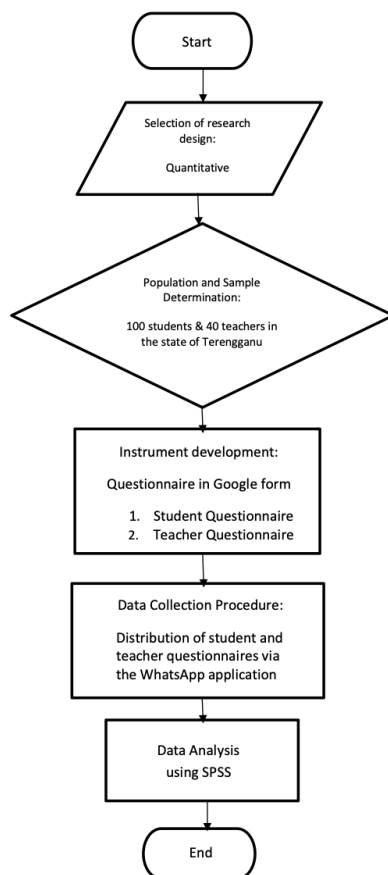 Start
Selection of research
design:
Quantitative
Population and Sample
Determination:
100 students & 40 teachers in
the state of Terengganu
Instrument development:
Questionnaire in Google form
1. Student Questionnaire
2. Teacher Questionnaire
Data Collection Procedure:
Distribution of student and
teacher questionnaires via
the WhatsApp application
Data Analysis
using SPSS
End